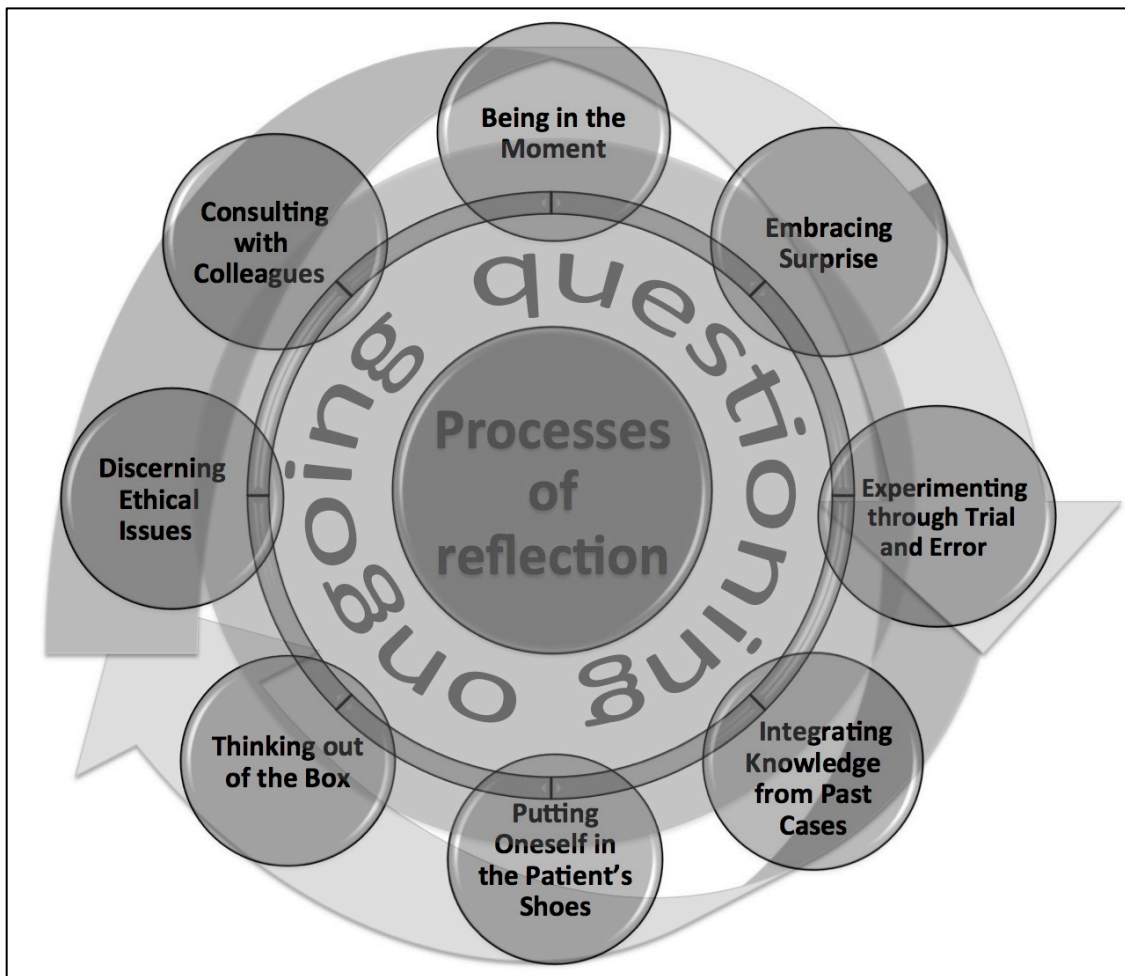 Being in the
Moment
Embracing
Surprise
Experimenting
through Trial
and Error
Integrating
Knowledge
from Past
Cases
Putting
Oneself in
the Patient's
Shoes
Thinking out
of the Box
Discerning
Ethical
Issues
Consulting
with
Colleagues
ongoing questioning
Processes
of
reflection